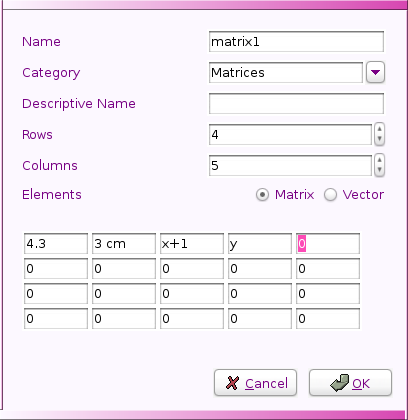 Name matrix1
Category Matrices
Descriptive Name
Rows 4
Columns 5
Elements Matrix Vector
4.3 3 cm x+1 y 0
0 0 0 0 0
0 0 0 0 0
0 0 0 0 0
Cancel OK